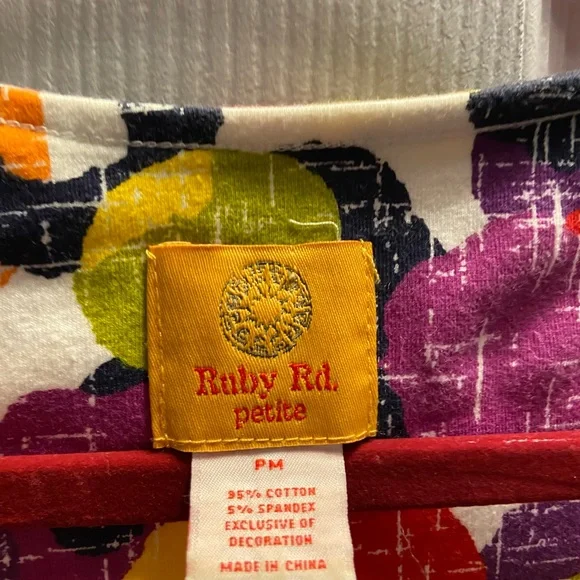 Ruby Rd.
petite
PM
95% COTTON
5% SPANDEX
EXCLUSIVE OF
DECORATION
MADE IN CHINA